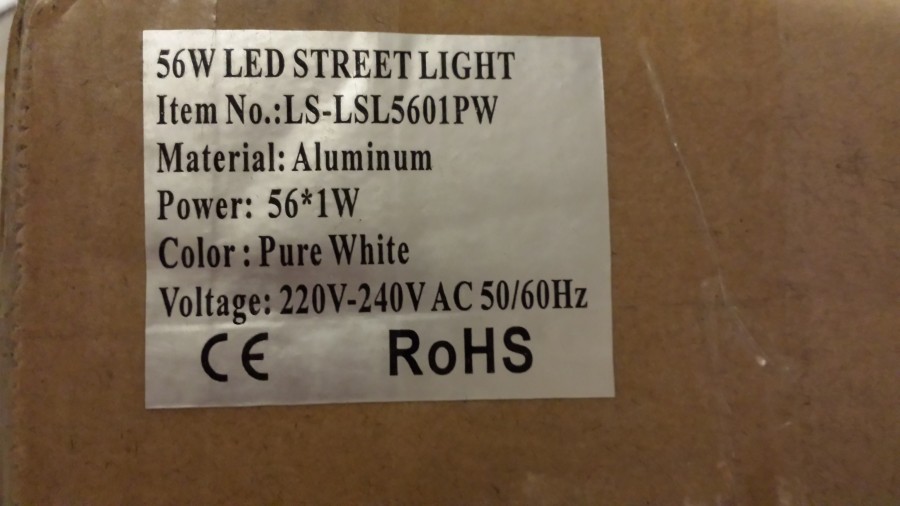 56W LED STREET LIGHT
Item No.:LS-LSL5601PW
Material: Aluminum
Power: 56*1W
Color : Pure White
Voltage: 220V-240V AC 50/60Hz
CE RoHS